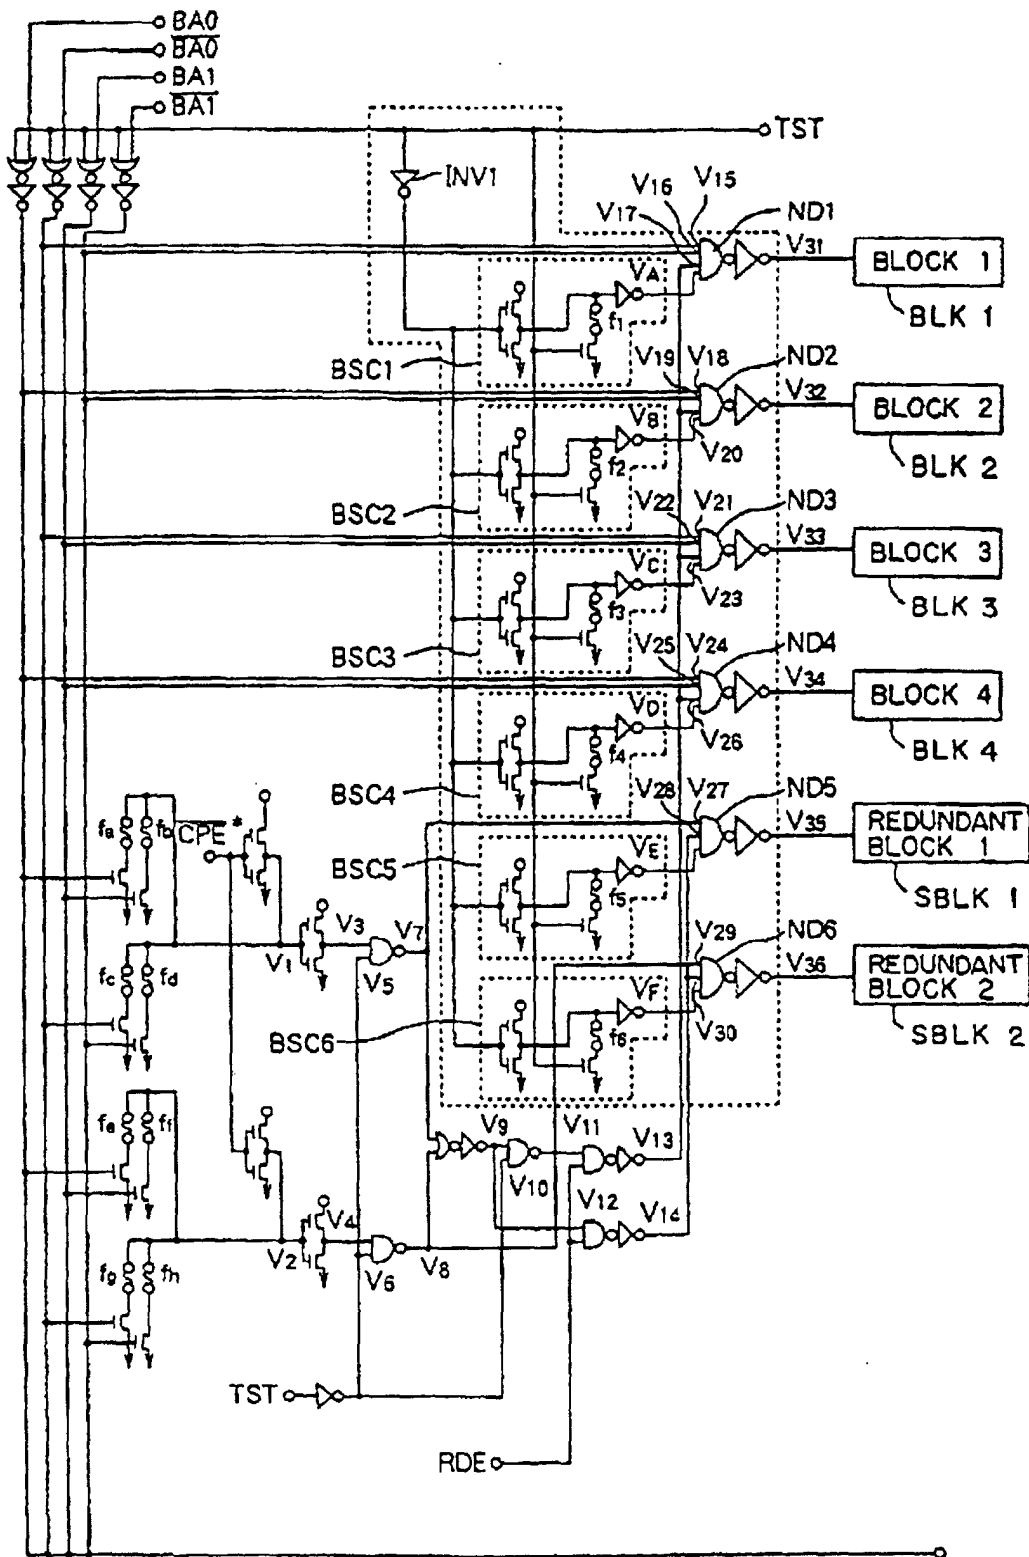 BA0
B̅A̅0̅
BA1
B̅A̅1̅
TST
INV1
V15
V16
V17
ND1
V31
BLOCK 1
BLK 1
VA
f1
BSC1
V19
V18
ND2
V32
BLOCK 2
BLK 2
VB
V20
f2
BSC2
V22
V21
ND3
V33
BLOCK 3
BLK 3
VC
V23
f3
BSC3
V25
V24
ND4
V34
BLOCK 4
BLK 4
VD
V26
f4
BSC4
V28
V27
ND5
V35
REDUNDANT
BLOCK 1
SBLK 1
fa
fb
C̅P̅E̅*
BSC5
VE
f5
V29
ND6
V36
REDUNDANT
BLOCK 2
SBLK 2
V1
V3
V5
V7
fc
fd
BSC6
VF
f6
V30
fe
ff
V9
V10
V11
V13
V12
V14
V2
V4
V6
V8
fg
fh
TST
RDE